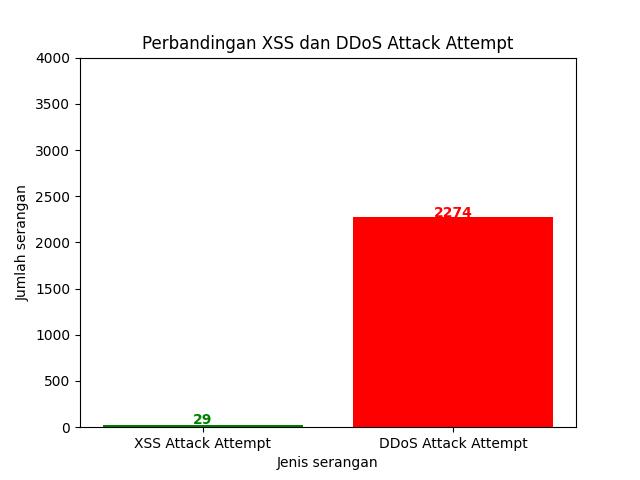 Perbandingan XSS dan DDoS Attack Attempt
4000
3500
3000
2500
2000
1500
1000
500
0
Jumlah serangan
29
2274
XSS Attack Attempt
DDoS Attack Attempt
Jenis serangan